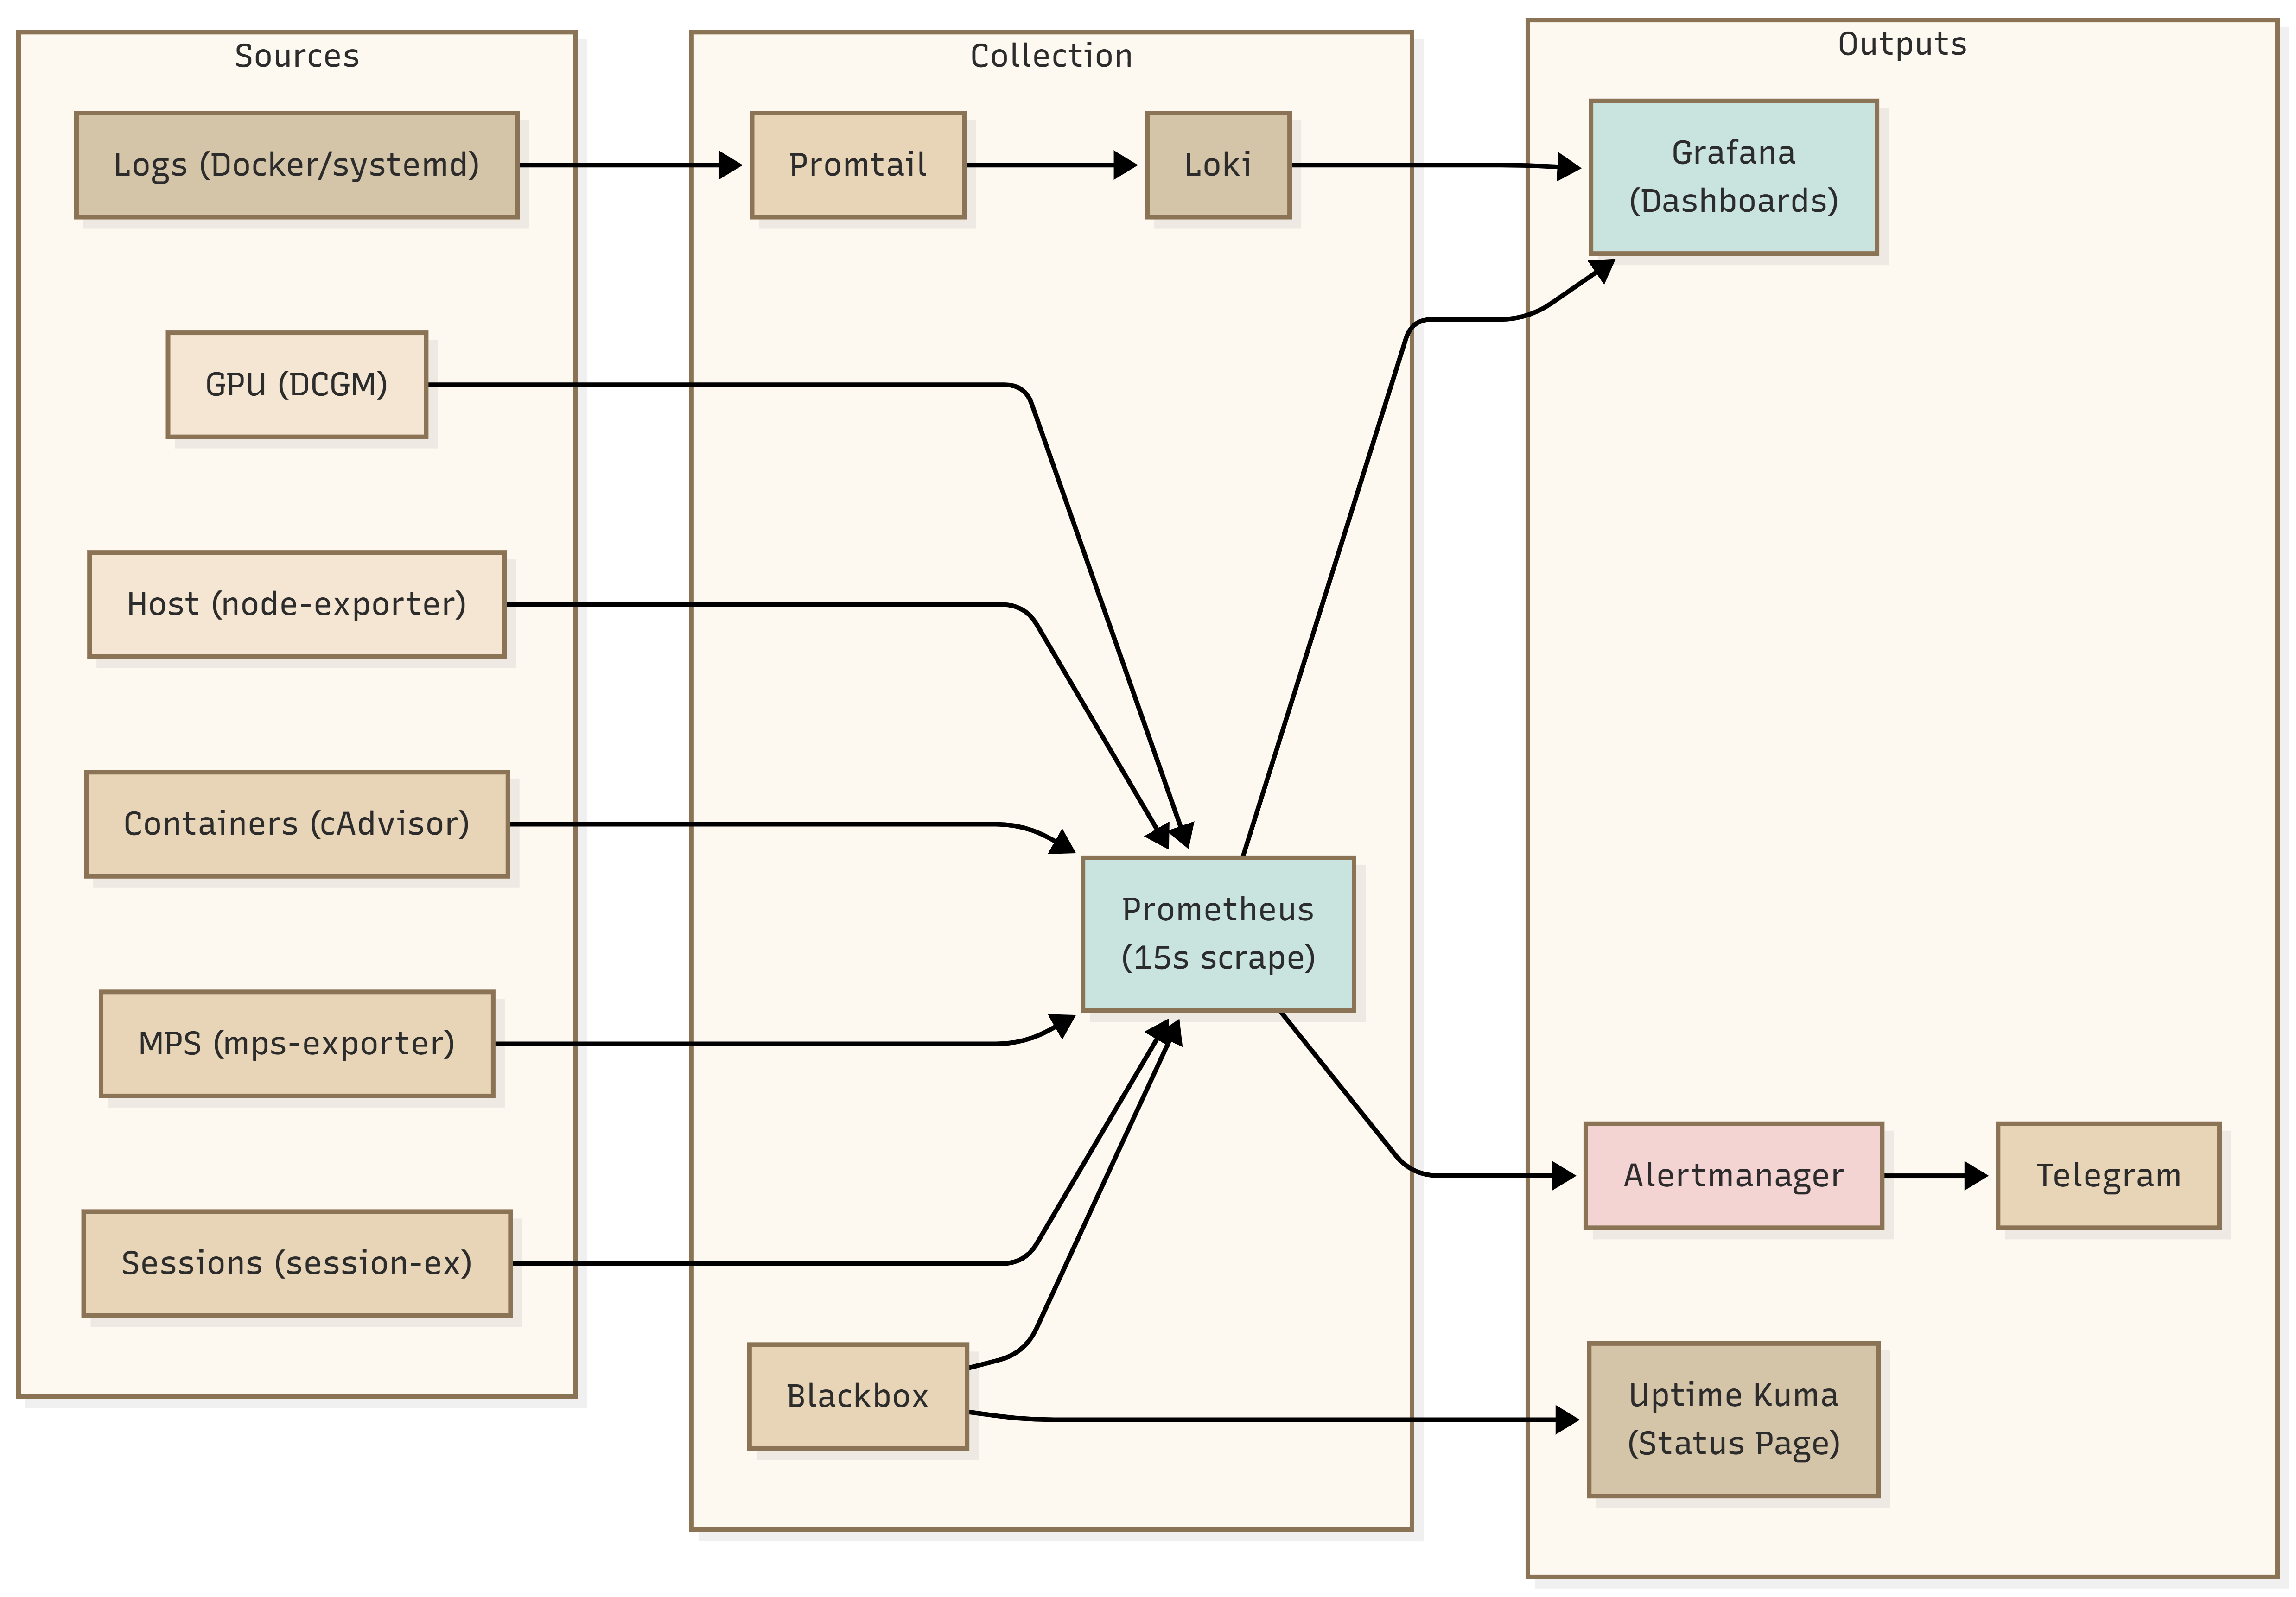 Sources
Logs (Docker/systemd)
GPU (DCGM)
Host (node-exporter)
Containers (cAdvisor)
MPS (mps-exporter)
Sessions (session-ex)
Collection
Promtail
Loki
Prometheus
(15s scrape)
Blackbox
Outputs
Grafana
(Dashboards)
Alertmanager
Telegram
Uptime Kuma
(Status Page)